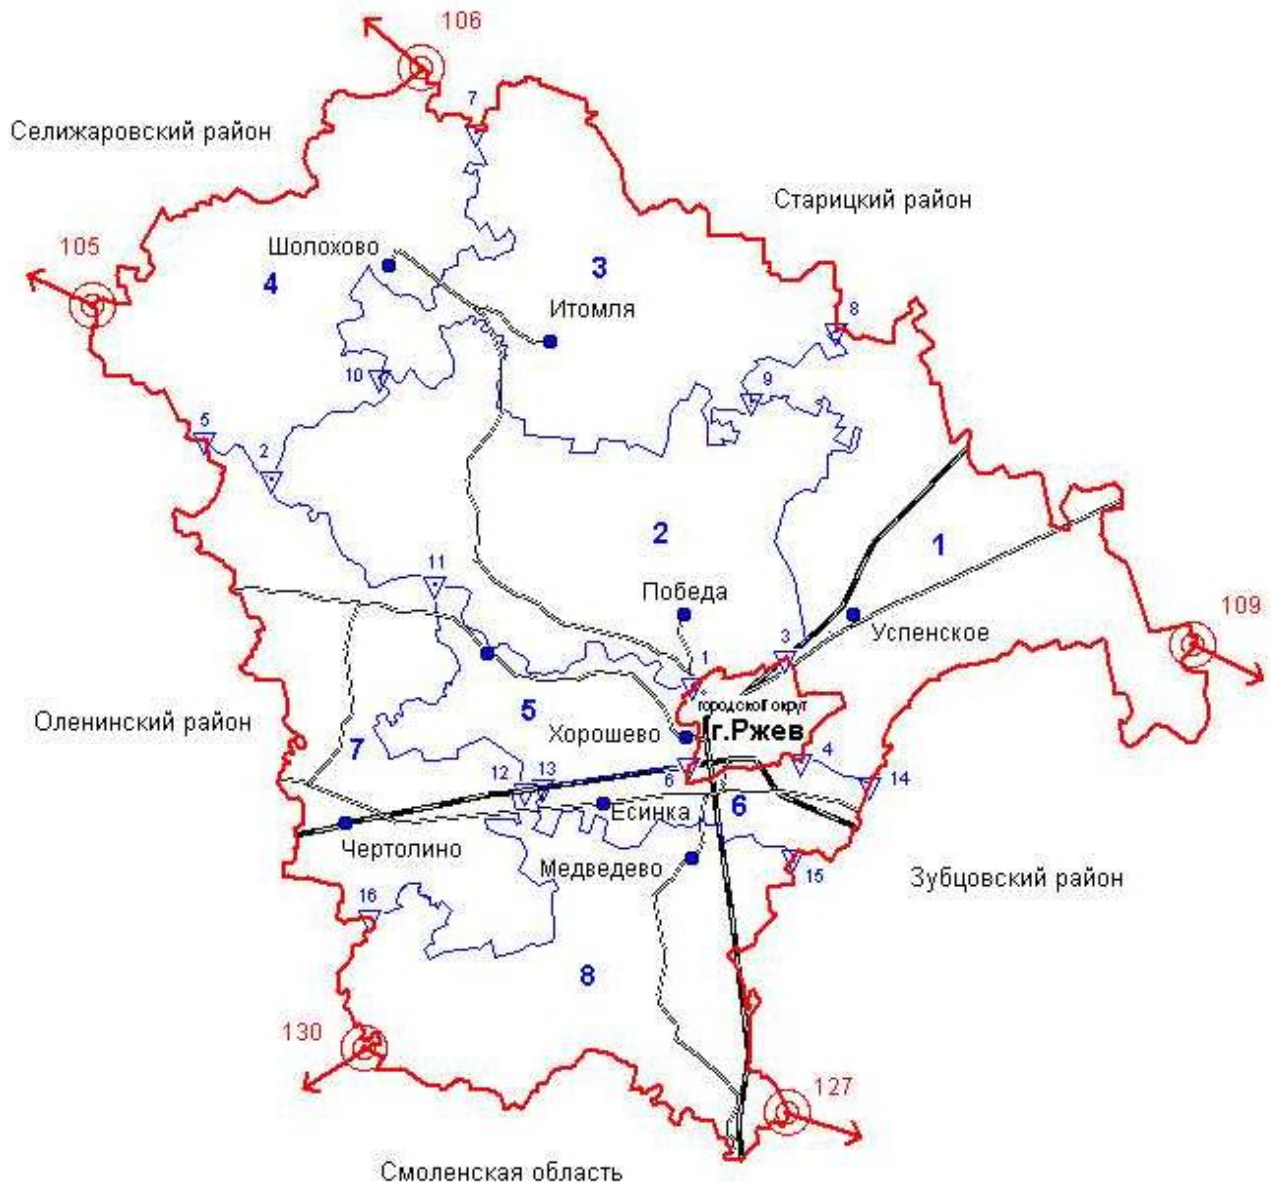 106
7
Селижаровский район
Старицкий район
105
Шолохово
4
3
Итомля
8
10
9
5
2
2
1
11
Победа
109
Успенское
3
1
городской округ
г.Ржев
Оленинский район
5
Хорошево
7
4
6
12
13
14
Есинка
6
Чертолино
Медведево
15
Зубцовский район
16
8
130
127
Смоленская область